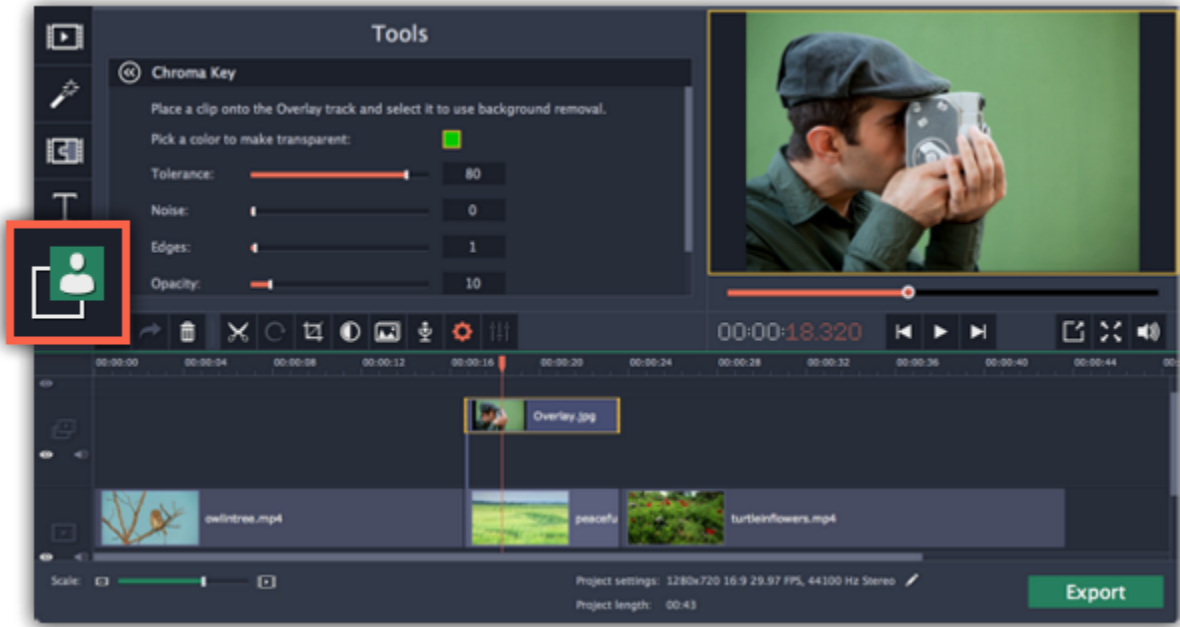 Tools
Chroma Key
Place a clip onto the Overlay track and select it to use background removal.
Pick a color to make transparent:
Tolerance: 80
Noise: 0
Edges: 1
Opacity: 10
T
00:00:18.320
00:00:00 00:00:04 00:00:08 00:00:12 00:00:16 00:00:20 00:00:24 00:00:28 00:00:32 00:00:36 00:00:40 00:00:44 00:
Overlay.jpg
owlintree.mp4 peacefu turtleinflowers.mp4
Scale:
Project settings: 1280x720 16:9 29.97 FPS, 44100 Hz Stereo
Project length: 00:43
Export